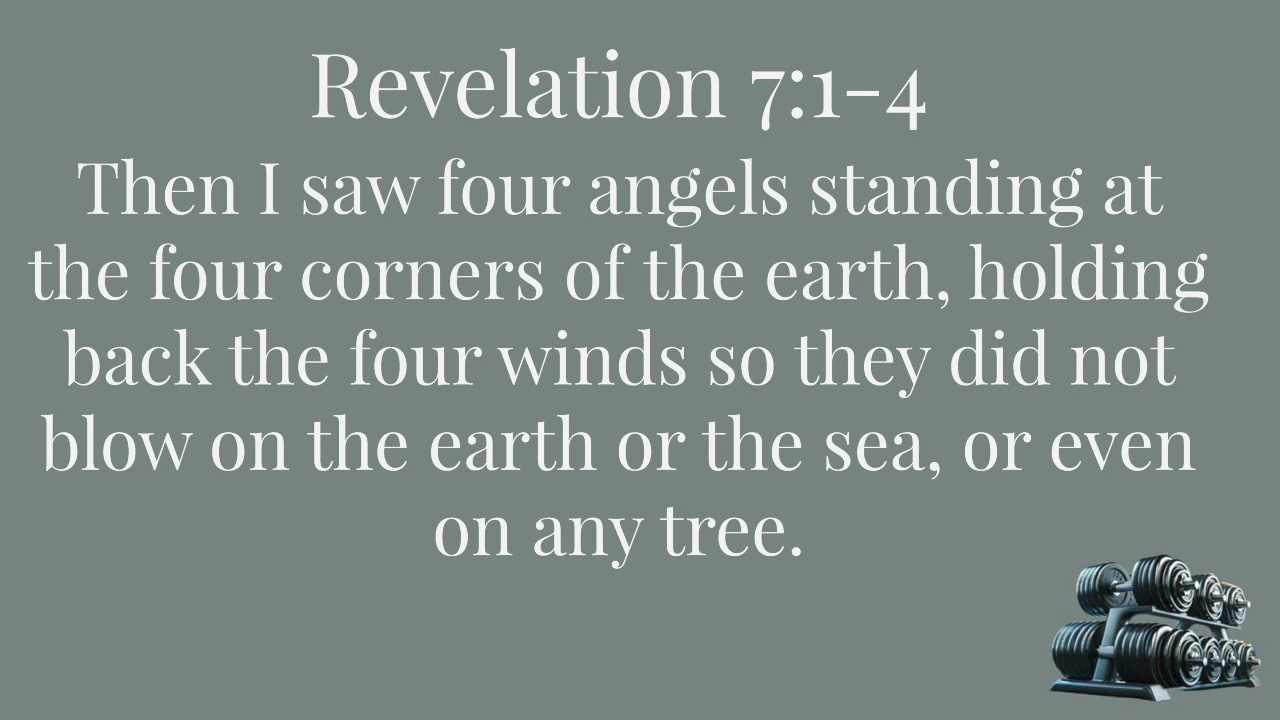 Revelation 7:1-4
Then I saw four angels standing at
the four corners of the earth, holding
back the four winds so they did not
blow on the earth or the sea, or even
on any tree.